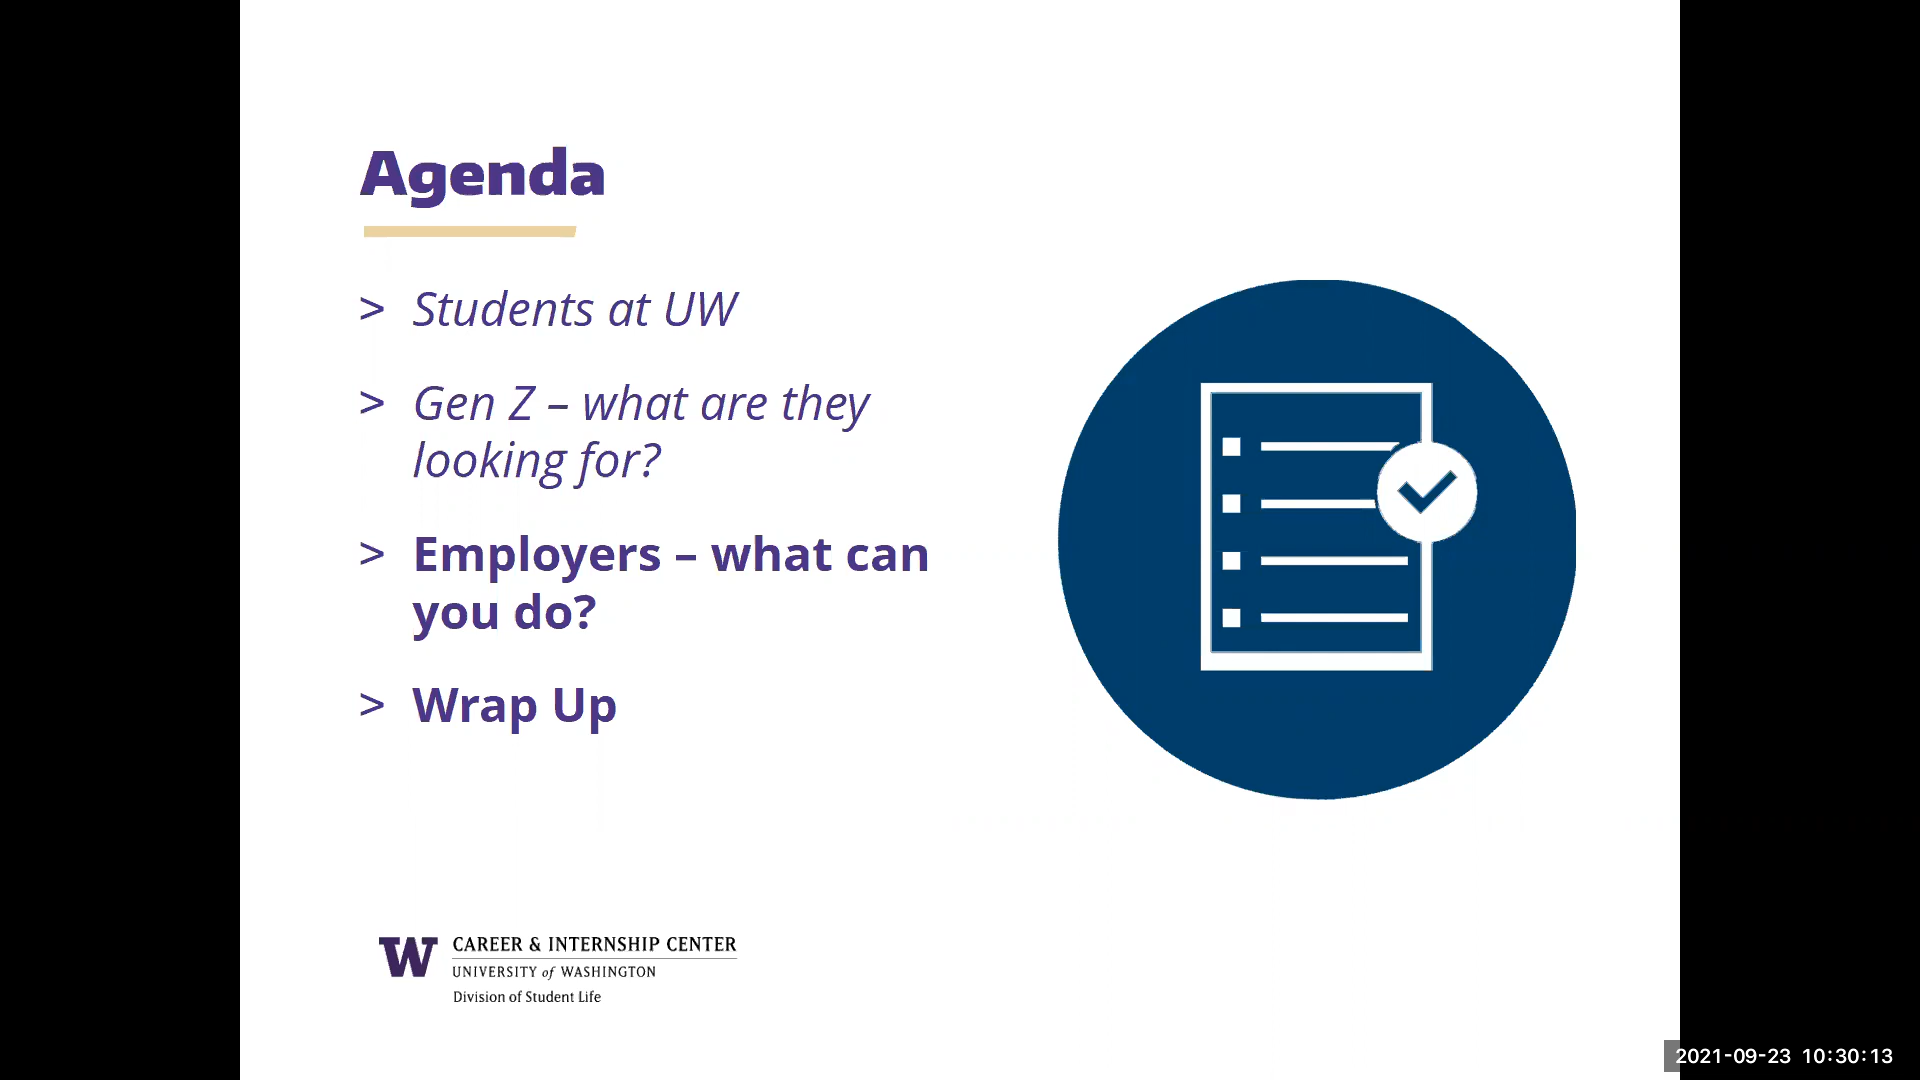 Agenda
> Students at UW
> Gen Z – what are they
looking for?
> Employers – what can
you do?
> Wrap Up
W
CAREER & INTERNSHIP CENTER
UNIVERSITY of WASHINGTON
Division of Student Life
2021-09-23 10:30:13